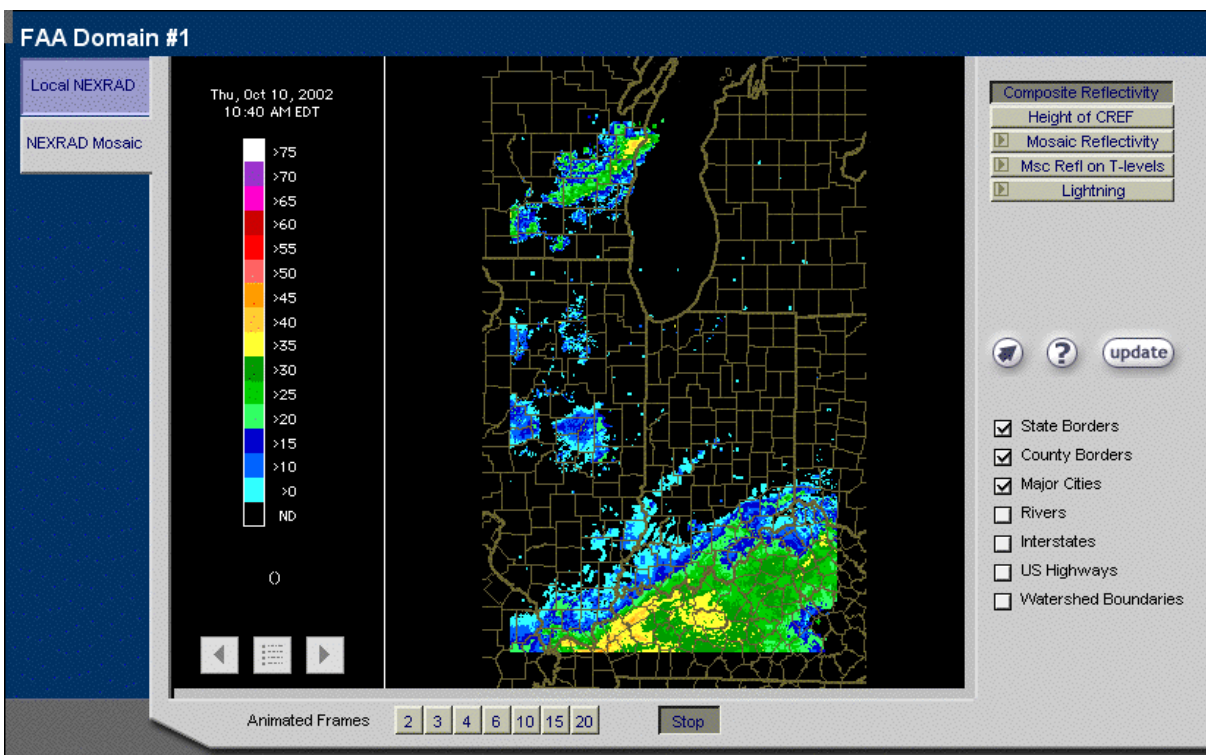 FAA Domain #1
Local NEXRAD
NEXRAD Mosaic
Thu, Oct 10, 2002
10:40 AM EDT
>75
>70
>65
>60
>55
>50
>45
>40
>35
>30
>25
>20
>15
>10
>0
ND
()
Composite Reflectivity
Height of CREF
Mosaic Reflectivity
Msc Refl on T-levels
Lightning
?
update
State Borders
County Borders
Major Cities
Rivers
Interstates
US Highways
Watershed Boundaries
Animated Frames
2 3 4 6 10 15 20
Stop